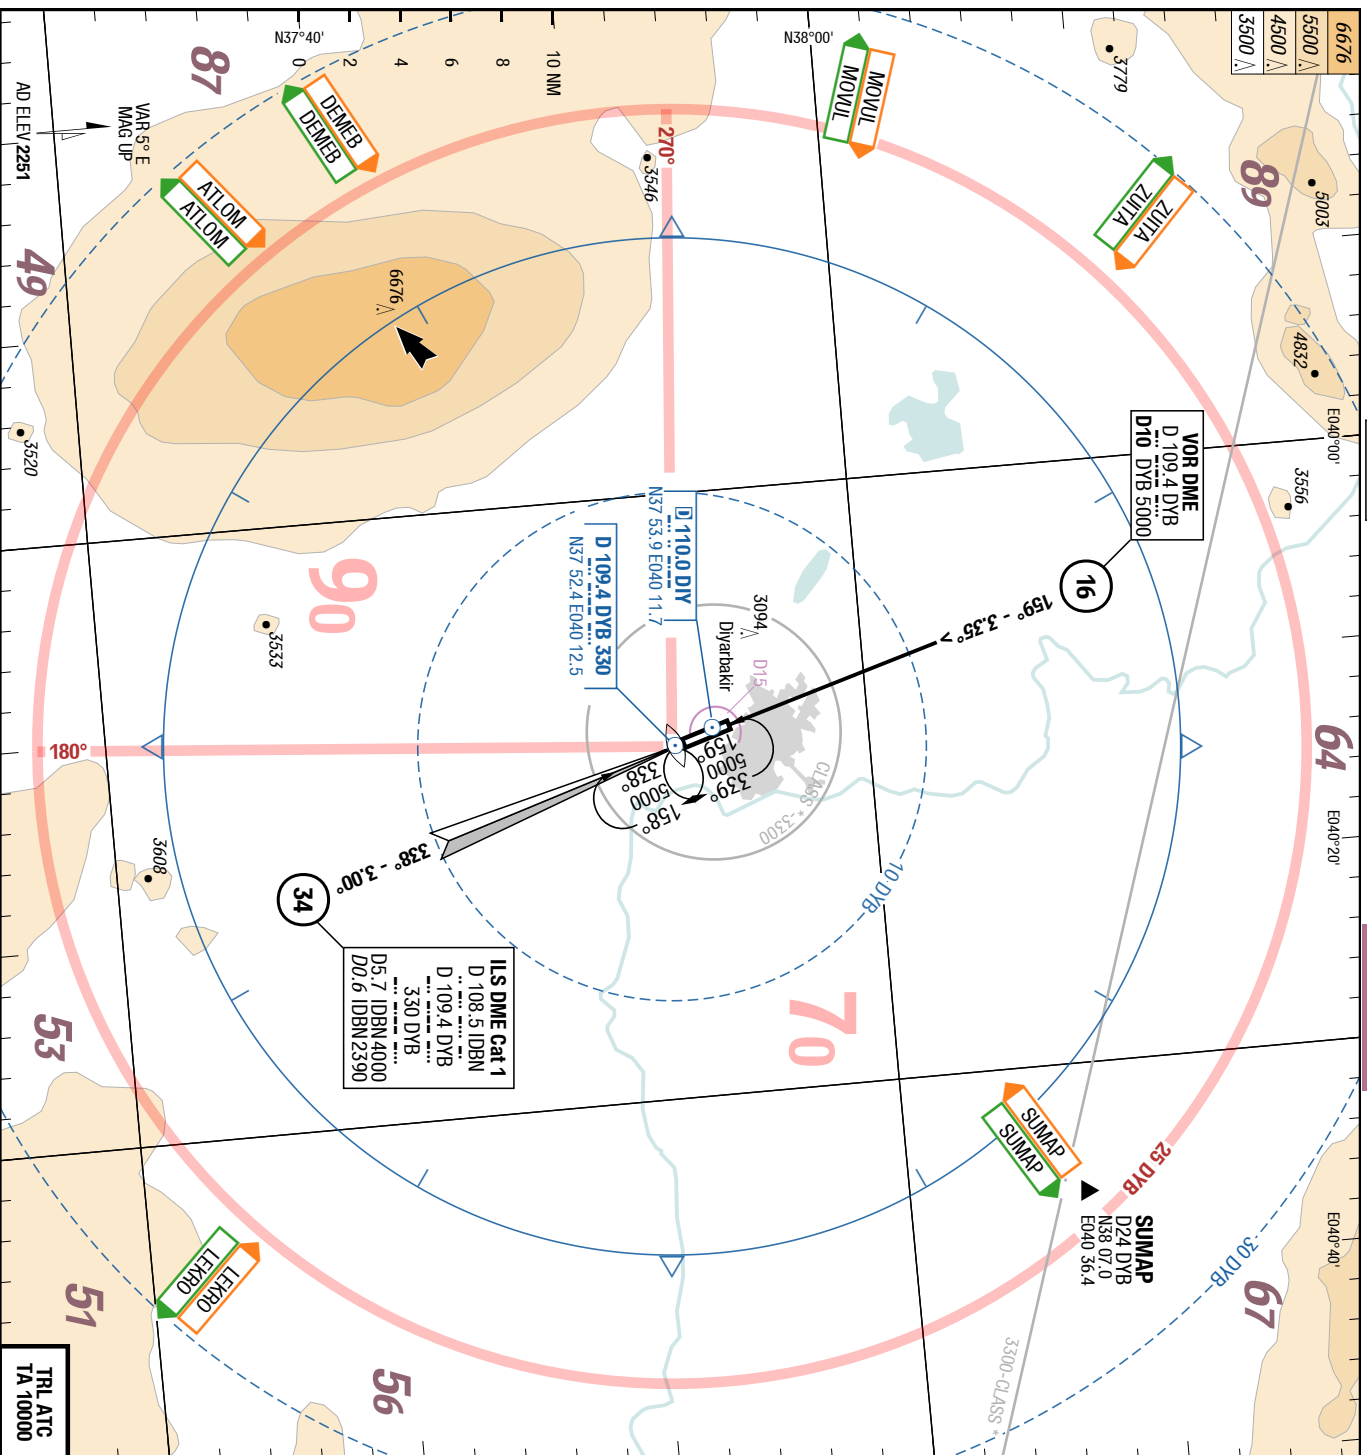 6676
5500
4500
3500
N37°40'
N38°00'
0
2
4
6
8
10 NM
87
VAR 5° E
MAG UP
AD ELEV 2251
49
DEMEB
DEMEB
ATLOM
ATLOM
MOVUL
MOVUL
ZUITA
ZUITA
270°
3779
89
5003
3546
4832
6676
3520
E040°00'
3556
VOR DME
D 109.4 DYB
D10 DYB 5000
16
159° - 3.35°
D 110.0 DIY
N37 53.9 E040 11.7
D 109.4 DYB 330
N37 52.4 E040 12.5
90
3533
3094
Diyarbakir
D15
180°
64
159°
5000
339°
338°
5000
158°
CLASS *-3300
E040°20'
10 DYB
3608
338° - 3.00°
34
ILS DME Cat 1
D 108.5 IDBN
D 109.4 DYB
330 DYB
D5.7 IDBN 4000
D0.6 IDBN 2390
70
53
SUMAP
SUMAP
25 DYB
SUMAP
D24 DYB
N38 07.0
E040 36.4
E040°40'
30 DYB
67
LEKRO
LEKRO
51
56
3300-CLASS *
TRL ATC
TA 10000